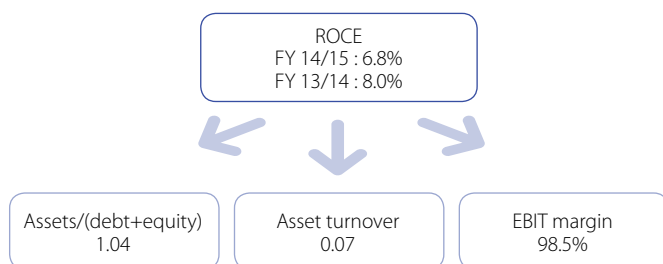 ROCE
FY 14/15 : 6.8%
FY 13/14 : 8.0%
Assets/(debt+equity)
1.04
Asset turnover
0.07
EBIT margin
98.5%